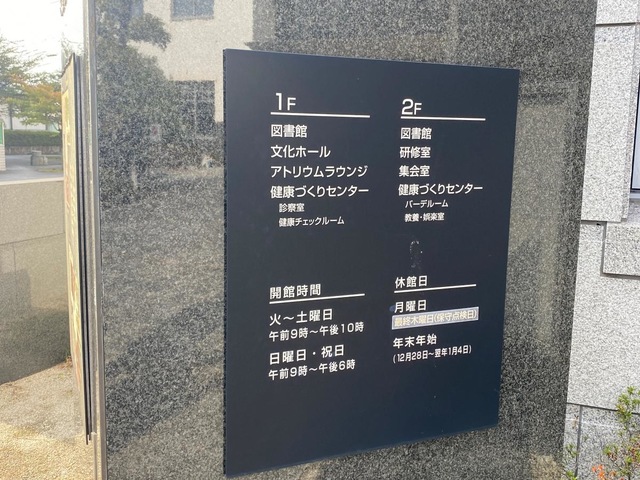 1F
図書館
文化ホール
アトリウムラウンジ
健康づくりセンター
診察室
健康チェックルーム
2F
図書館
研修室
集会室
健康づくりセンター
バーデルーム
教養・娯楽室
開館時間
火～土曜日
午前9時～午後10時
日曜日・祝日
午前9時～午後6時
休館日
月曜日
最終木曜日(保守点検日)
年末年始
(12月28日～翌年1月4日)